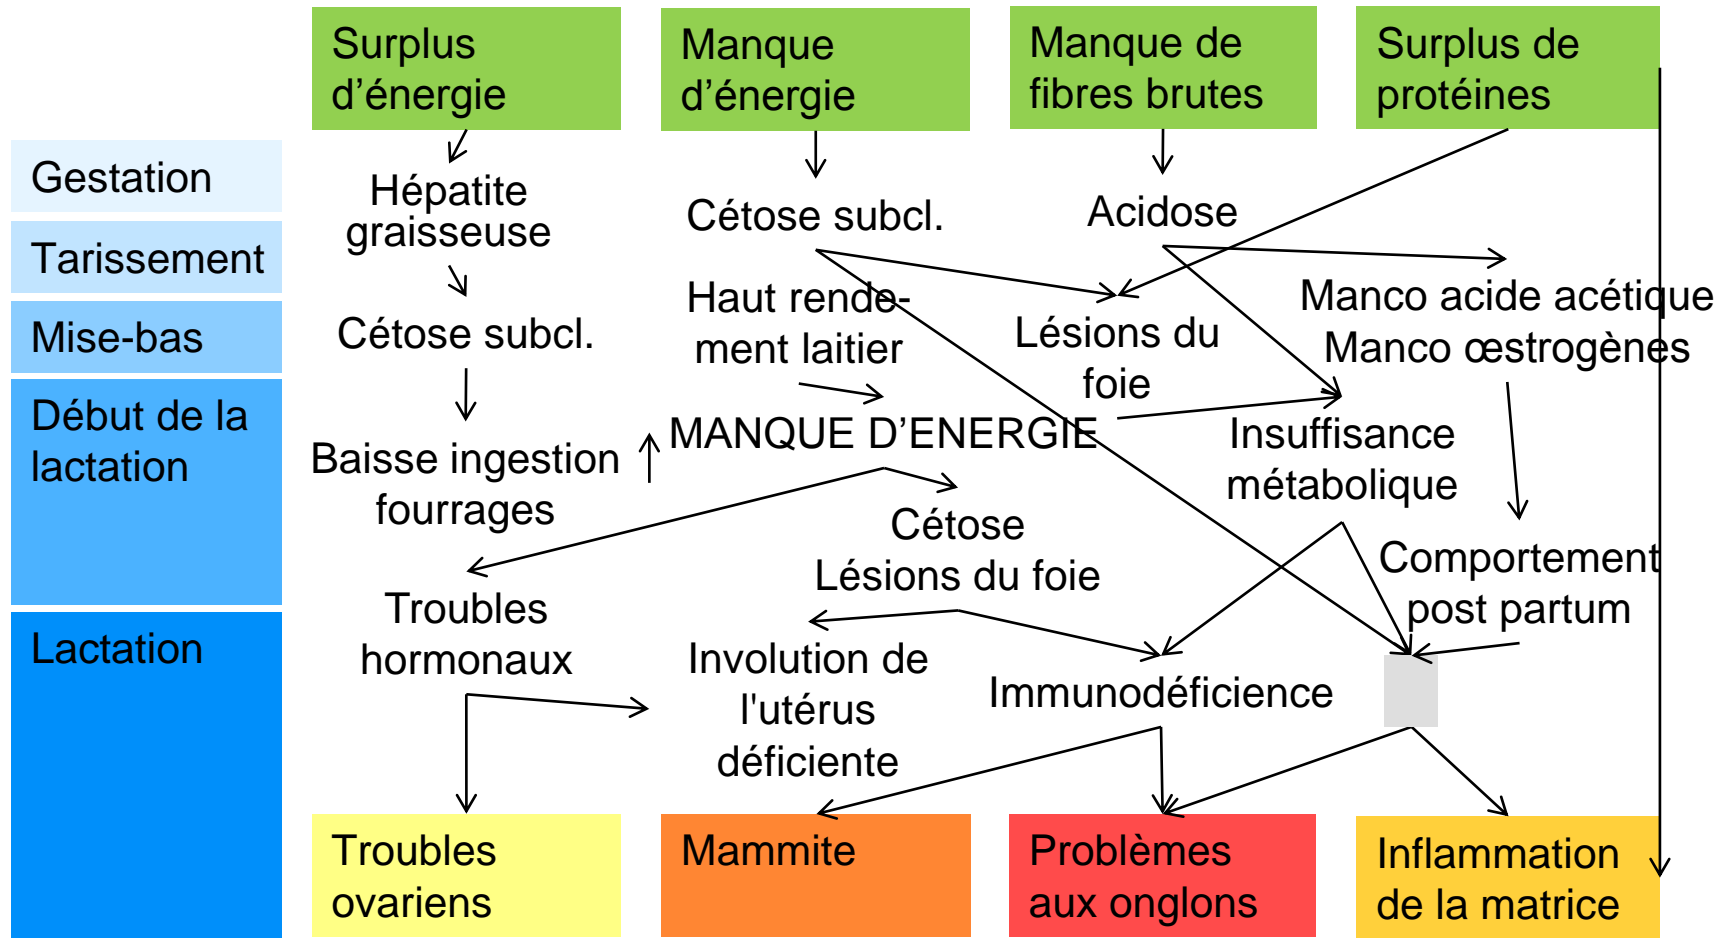 Surplus
d’énergie
Manque
d’énergie
Manque de
fibres brutes
Surplus de
protéines
Gestation
Tarissement
Mise-bas
Début de la
lactation
Lactation
Hépatite
graisseuse
Cétose subcl.
Baisse ingestion
fourrages
Troubles
hormonaux
Cétose subcl.
Haut rende-
ment laitier
MANQUE D’ENERGIE
Cétose
Lésions du foie
Involution de
l'utérus
déficiente
Acidose
Lésions du
foie
Insuffisance
métabolique
Immunodéficience
Manco acide acétique
Manco œstrogènes
Comportement
post partum
Troubles
ovariens
Mammite
Problèmes
aux onglons
Inflammation
de la matrice